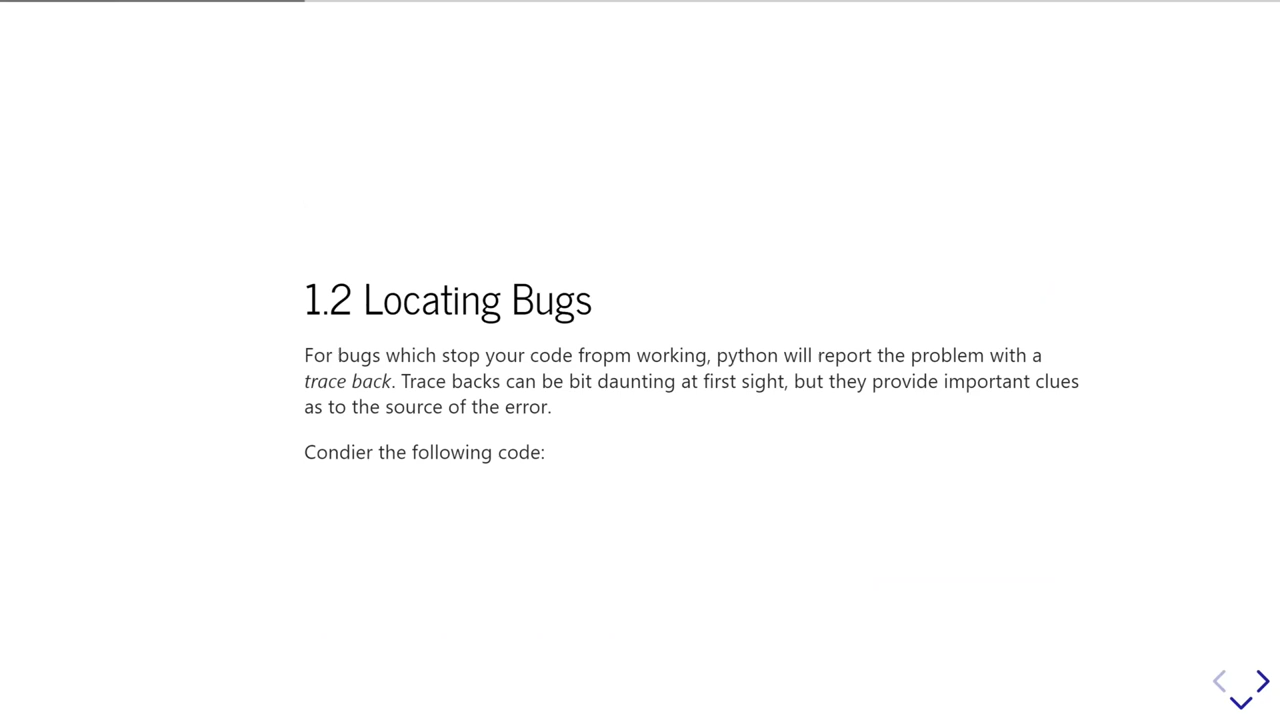 1.2 Locating Bugs
For bugs which stop your code fropm working, python will report the problem with a
trace back. Trace backs can be bit daunting at first sight, but they provide important clues
as to the source of the error.
Condier the following code: